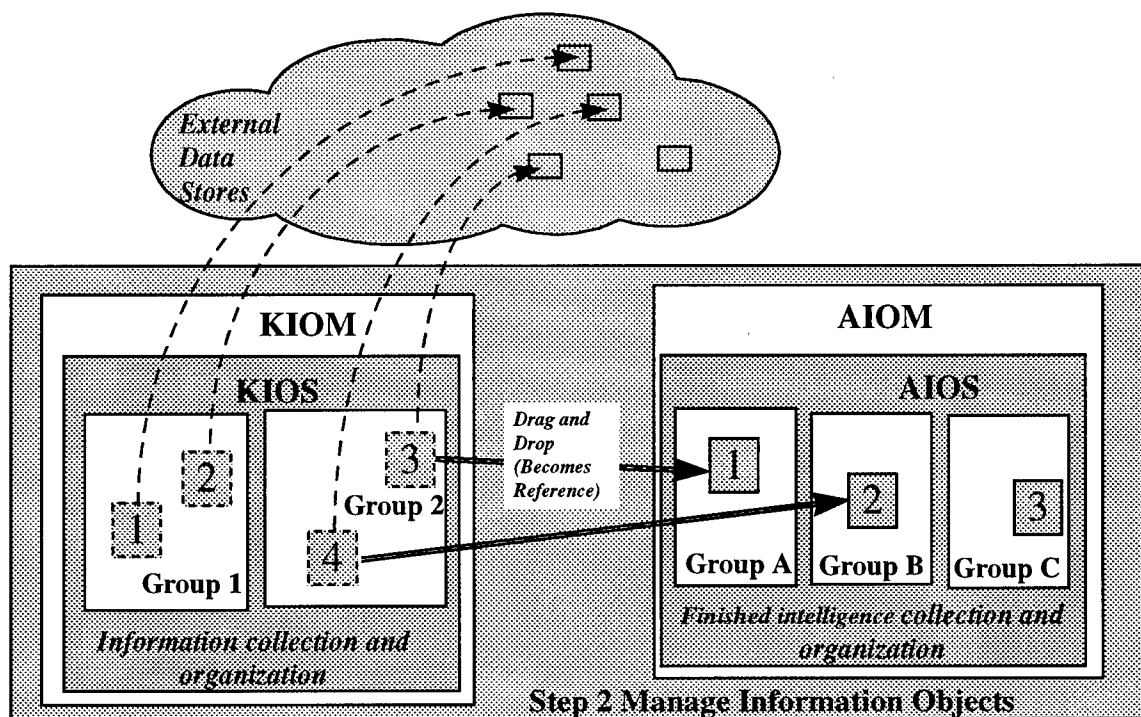 External
Data
Stores
KIOM
KIOS
1
2
Group 1
3
Group 2
4
Information collection and
organization
Drag and
Drop
(Becomes
Reference)
AIOM
AIOS
1
Group A
2
Group B
3
Group C
Finished intelligence collection and
organization
Step 2 Manage Information Objects